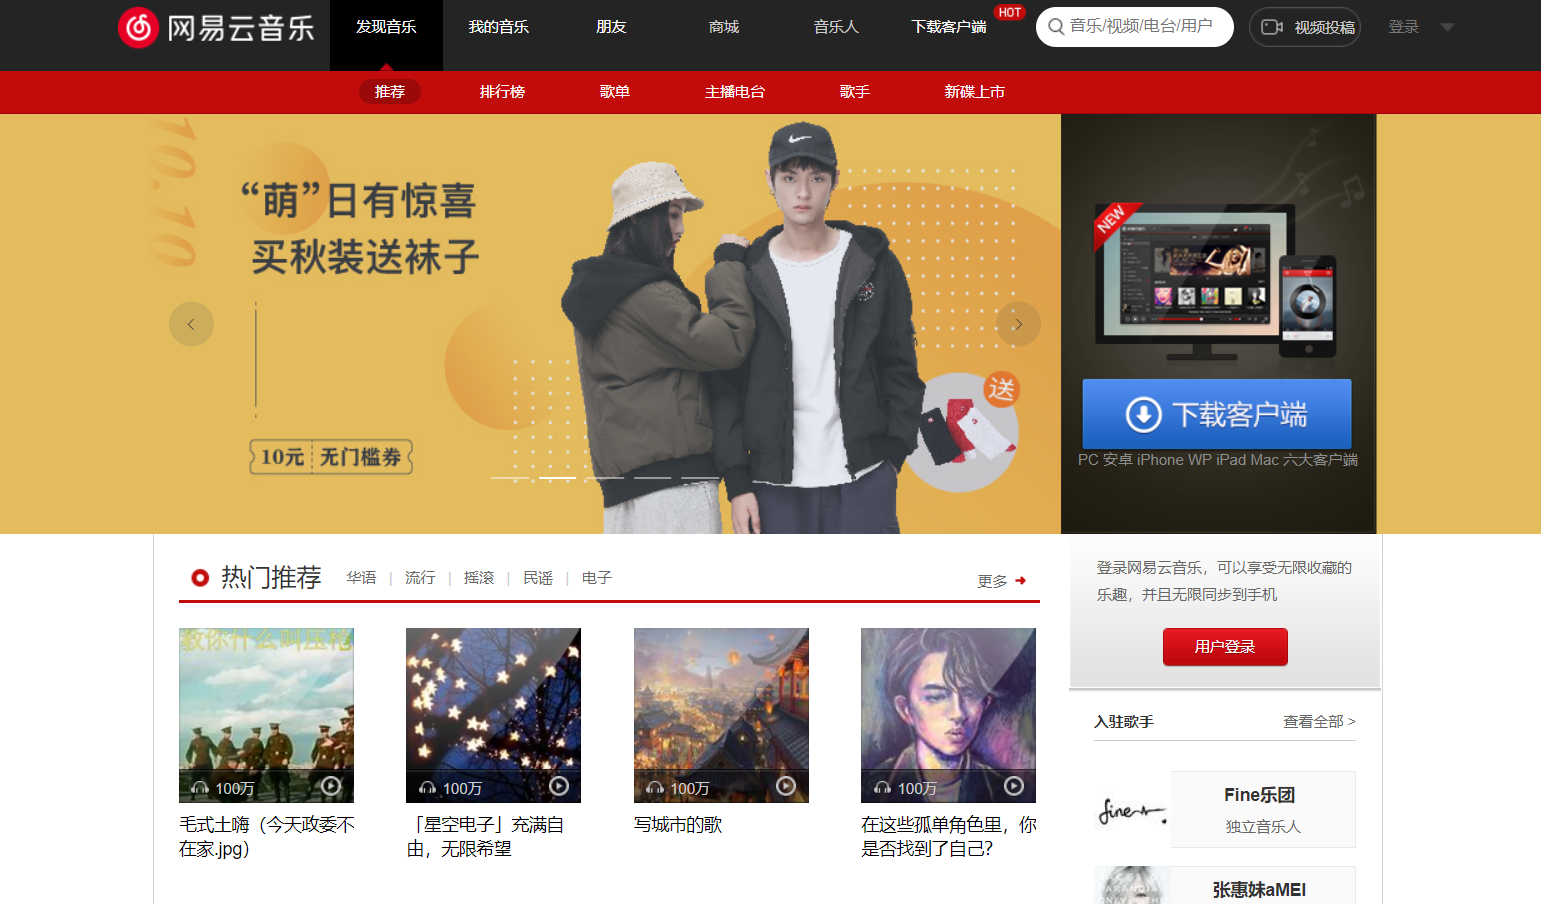 网易云音乐
发现音乐 我的音乐 朋友 商城 音乐人 下载客户端 HOT 音乐/视频/电台/用户 视频投稿 登录
推荐 排行榜 歌单 主播电台 歌手 新碟上市
10.10
“萌”日有惊喜
买秋装送袜子
10元 无门槛券
送
NEW
下载客户端
PC 安卓 iPhone WP iPad Mac 六大客户端
热门推荐 华语 | 流行 | 摇滚 | 民谣 | 电子 更多
登录网易云音乐，可以享受无限收藏的
乐趣，并且无限同步到手机
用户登录
教你什么叫压枪
100万 100万 100万 100万
毛式土嗨（今天政委不
在家.jpg）
「星空电子」充满自
由，无限希望
写城市的歌
在这些孤单角色里，你
是否找到了自己？
入驻歌手 查看全部 >
fine
Fine乐团
独立音乐人
张惠妹aMEI